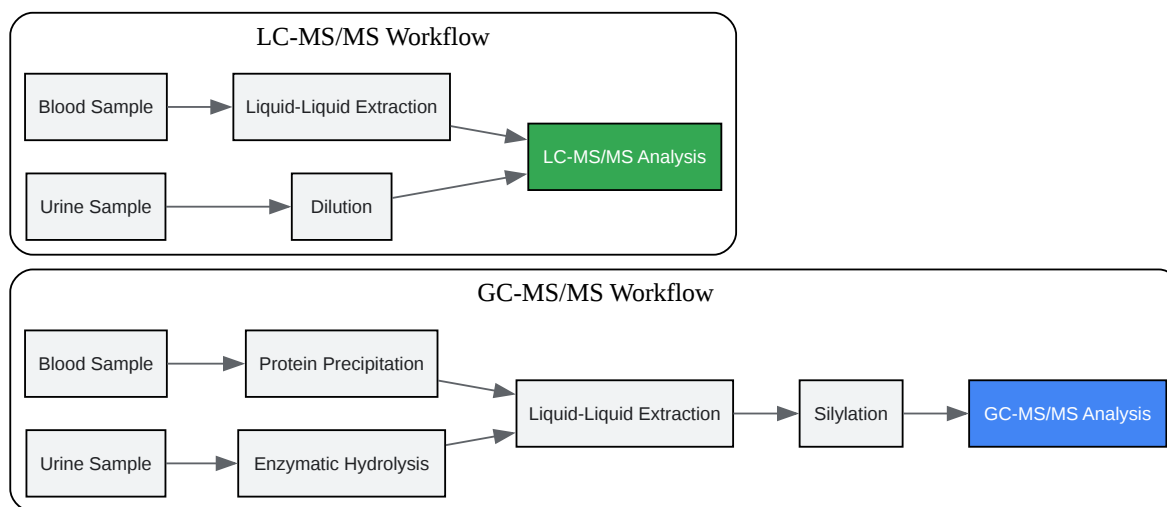 LC-MS/MS Workflow
Blood Sample
Liquid-Liquid Extraction
LC-MS/MS Analysis
Urine Sample
Dilution
GC-MS/MS Workflow
Blood Sample
Protein Precipitation
Liquid-Liquid Extraction
Silylation
GC-MS/MS Analysis
Urine Sample
Enzymatic Hydrolysis